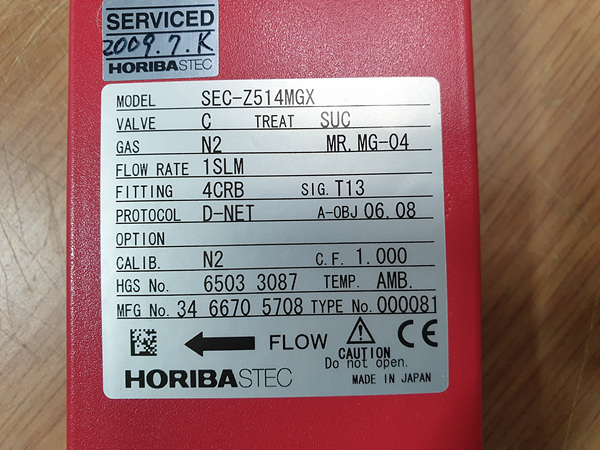 SERVICED
2009.7.K
HORIBASTEC
MODEL SEC-Z514MGX
VALVE C TREAT SUC
GAS N2 MR.MG-04
FLOW RATE 1SLM
FITTING 4CRB SIG. T13
PROTOCOL D-NET A-OBJ 06.08
OPTION
CALIB. N2 C.F. 1.000
HGS No. 6503 3087 TEMP. AMB.
MFG No. 34 6670 5708 TYPE No. 000081
FLOW CE
CAUTION
Do not open.
HORIBASTEC MADE IN JAPAN